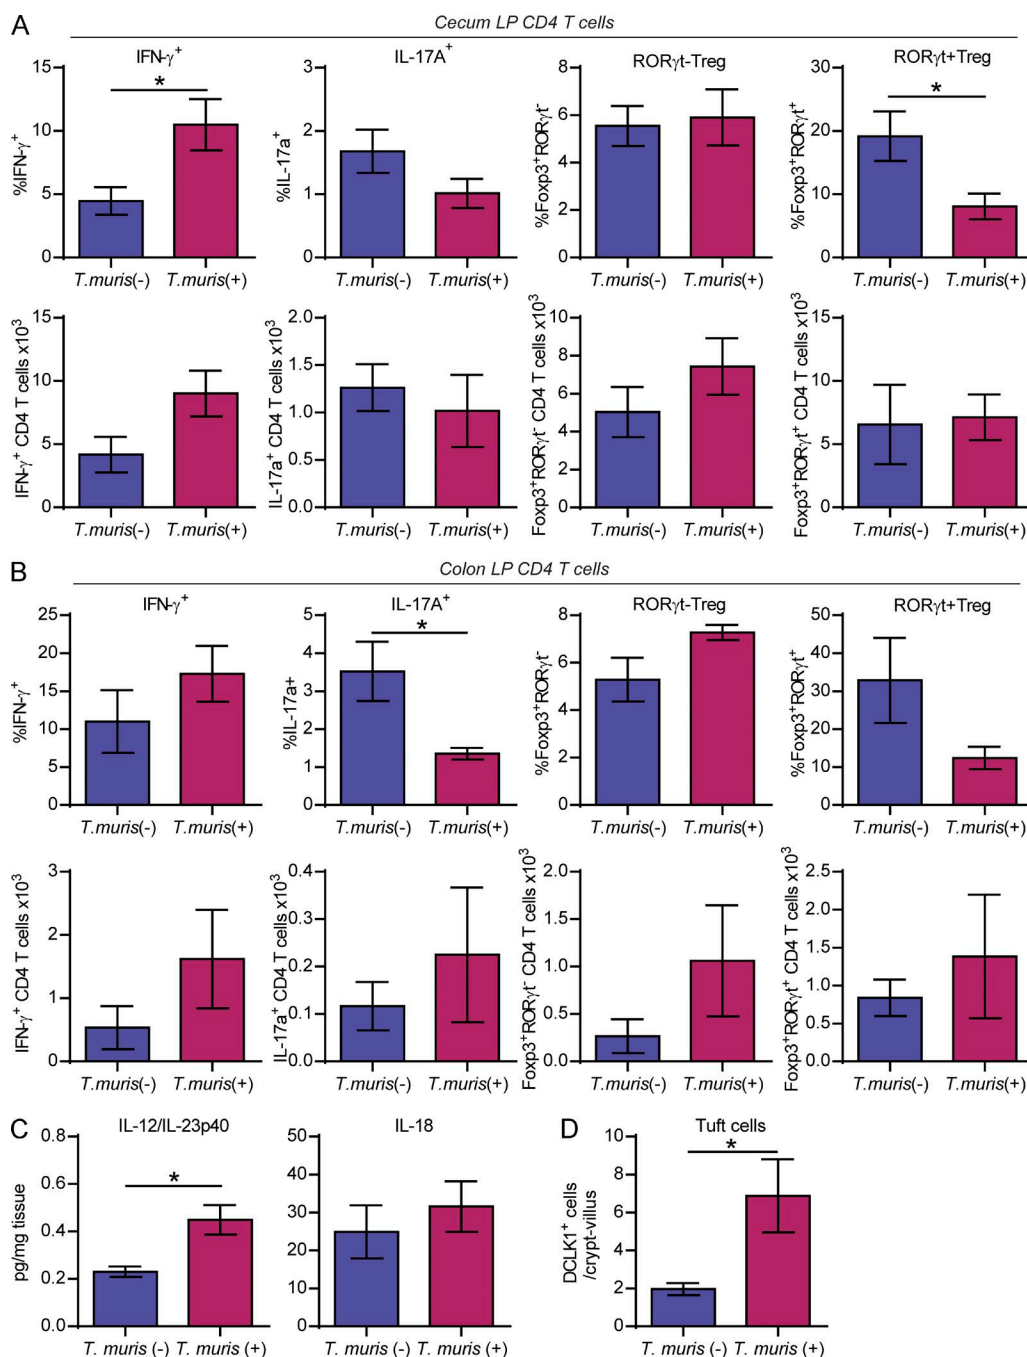 A
Cecum LP CD4 T cells
IFN-γ+
IL-17A+
RORγt-Treg
RORγt+Treg
%IFN-γ+
15
10
5
0
*
T.muris(-) T.muris(+)
%IL-17a+
3
2
1
0
T.muris(-) T.muris(+)
%Foxp3+RORγt-
8
6
4
2
0
T.muris(-) T.muris(+)
%Foxp3+RORγt+
30
20
10
0
*
T.muris(-) T.muris(+)
IFN-γ+ CD4 T cells x10³
15
10
5
0
T.muris(-) T.muris(+)
IL-17a+ CD4 T cells x10³
2.0
1.5
1.0
0.5
0.0
T.muris(-) T.muris(+)
Foxp3+RORγt- CD4 T cells x10³
10
8
6
4
2
0
T.muris(-) T.muris(+)
Foxp3+RORγt+ CD4 T cells x10³
15
10
5
0
T.muris(-) T.muris(+)
B
Colon LP CD4 T cells
IFN-γ+
IL-17A+
RORγt-Treg
RORγt+Treg
%IFN-γ+
25
20
15
10
5
0
T.muris(-) T.muris(+)
%IL-17a+
5
4
3
2
1
0
*
T.muris(-) T.muris(+)
%Foxp3+RORγt-
8
6
4
2
0
T.muris(-) T.muris(+)
%Foxp3+RORγt+
50
40
30
20
10
0
T.muris(-) T.muris(+)
IFN-γ+ CD4 T cells x10³
3
2
1
0
T.muris(-) T.muris(+)
IL-17a+ CD4 T cells x10³
0.4
0.3
0.2
0.1
0.0
T.muris(-) T.muris(+)
Foxp3+RORγt- CD4 T cells x10³
2.0
1.5
1.0
0.5
0.0
T.muris(-) T.muris(+)
Foxp3+RORγt+ CD4 T cells x10³
2.5
2.0
1.5
1.0
0.5
0.0
T.muris(-) T.muris(+)
C
IL-12/IL-23p40
pg/mg tissue
0.8
0.6
0.4
0.2
0.0
*
T. muris (-) T. muris (+)
IL-18
50
40
30
20
10
0
T. muris (-) T. muris (+)
D
Tuft cells
DCLK1+ cells
/crypt-villus
10
8
6
4
2
0
*
T. muris (-) T. muris (+)